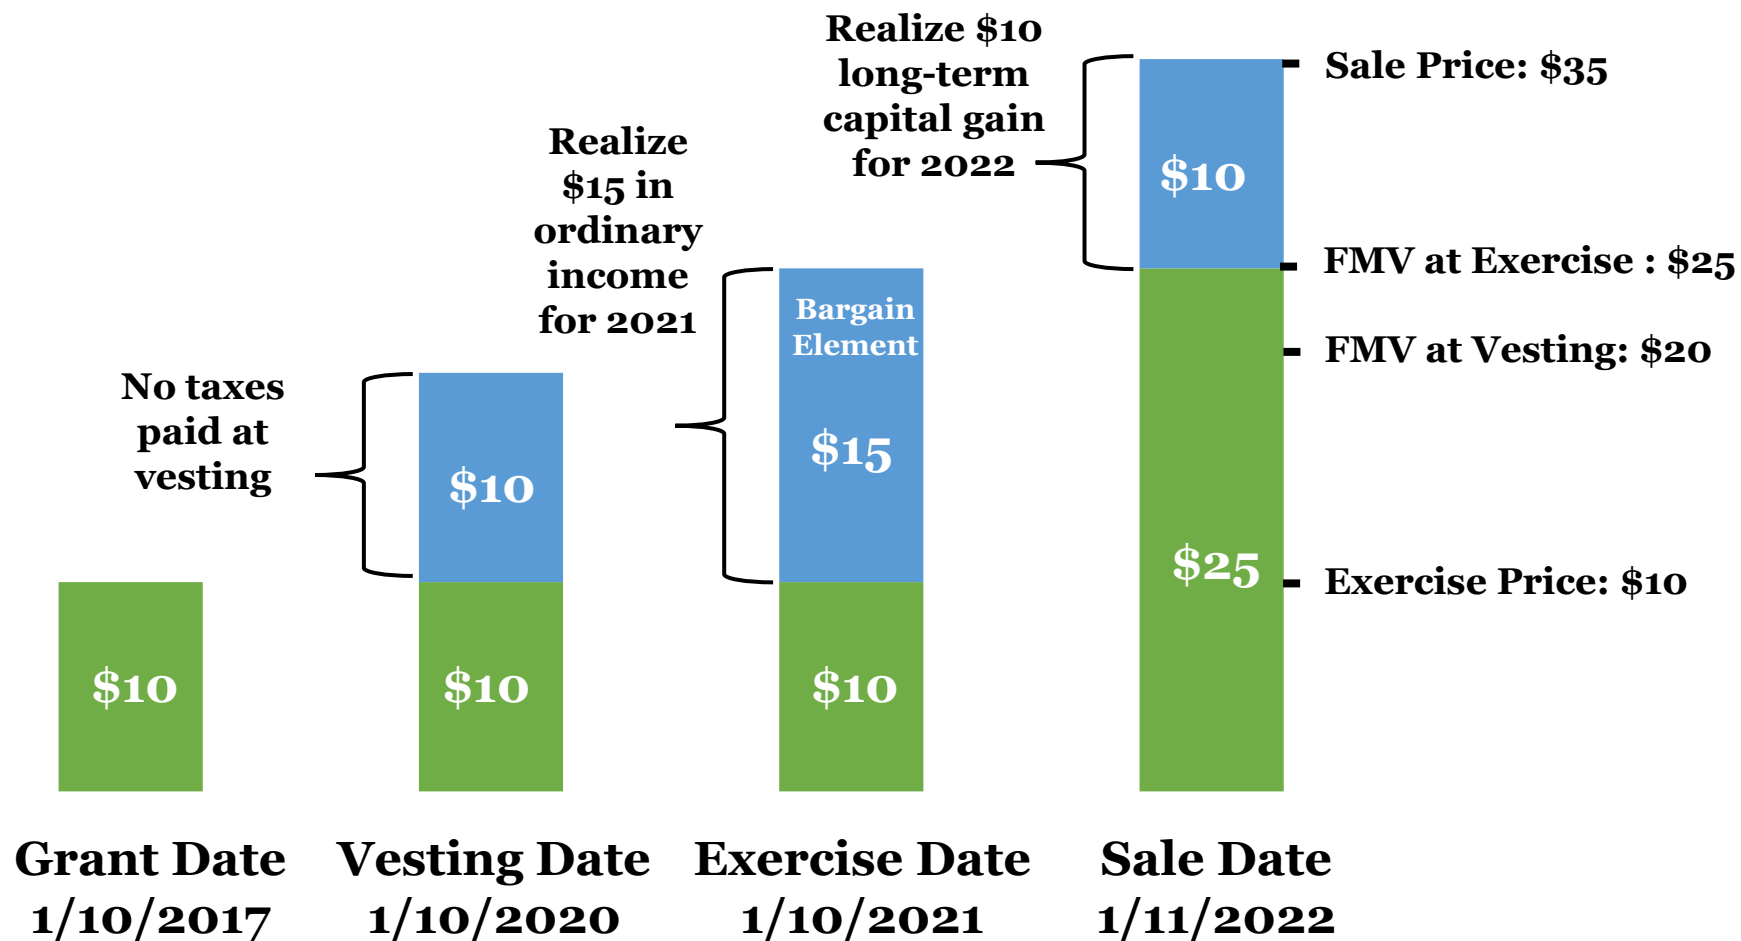 Realize $10
long-term
capital gain
for 2022
Sale Price: $35
$10
Realize
$15 in
ordinary
income
for 2021
FMV at Exercise : $25
Bargain
Element
$15
FMV at Vesting: $20
No taxes
paid at
vesting
$10
$25
Exercise Price: $10
$10
$10
$10
Grant Date
1/10/2017
Vesting Date
1/10/2020
Exercise Date
1/10/2021
Sale Date
1/11/2022